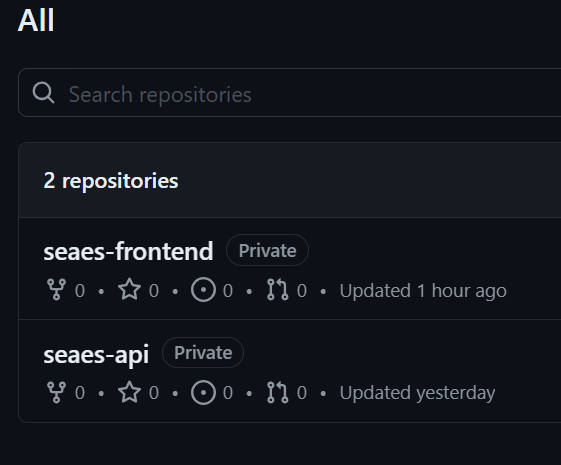 All
Search repositories
2 repositories
seaes-frontend Private
0 • 0 • 0 • 0 • Updated 1 hour ago
seaes-api Private
0 • 0 • 0 • 0 • Updated yesterday